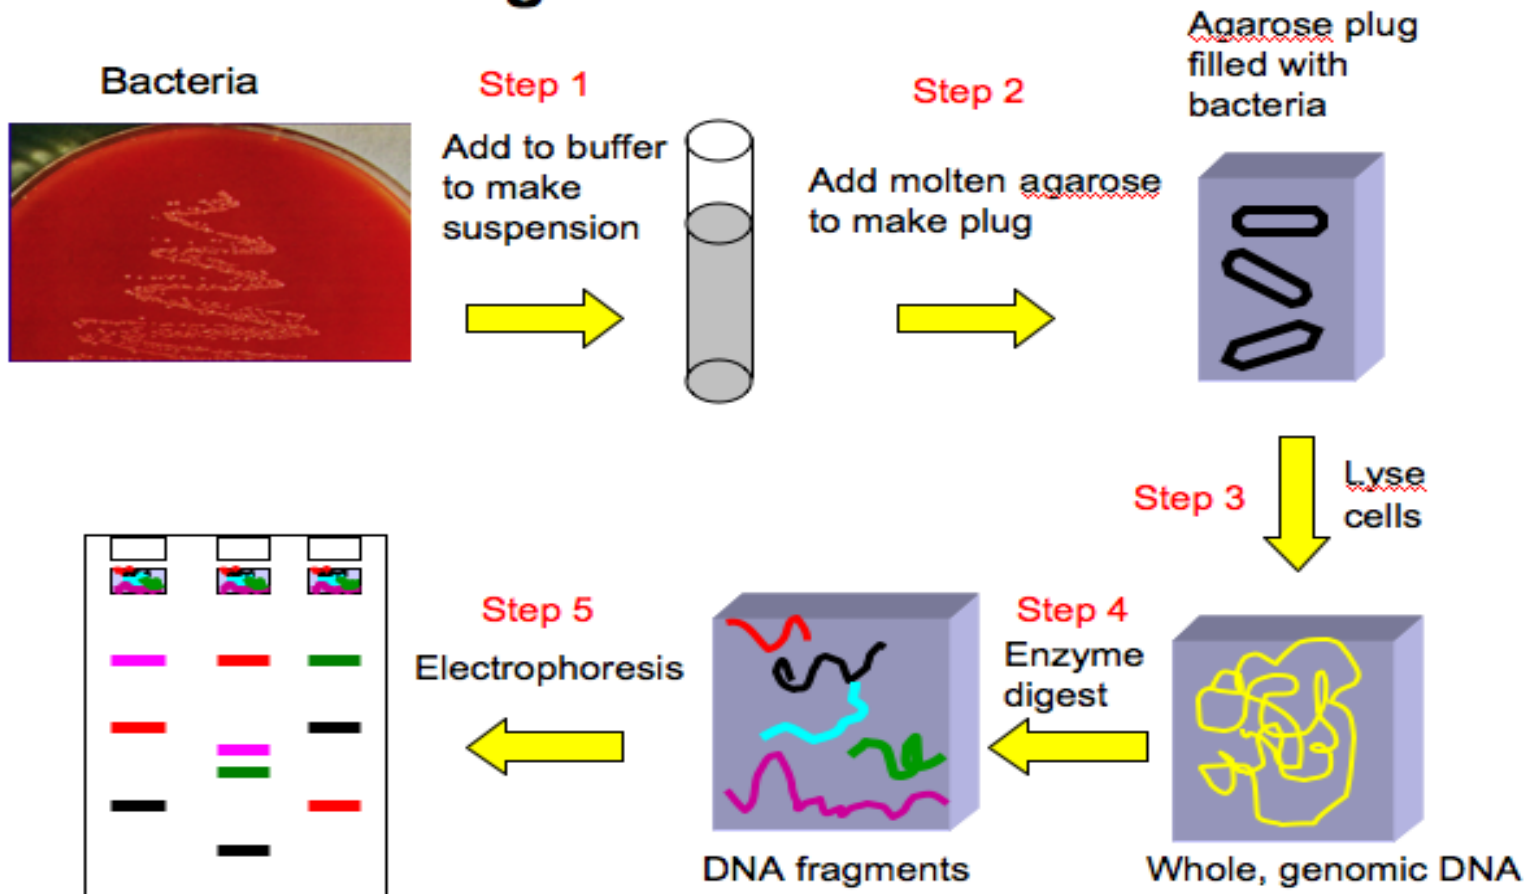 Bacteria
Step 1
Add to buffer
to make
suspension
Step 2
Add molten agarose
to make plug
Agarose plug
filled with
bacteria
Step 3
Lyse
cells
Whole, genomic DNA
Step 4
Enzyme
digest
DNA fragments
Step 5
Electrophoresis